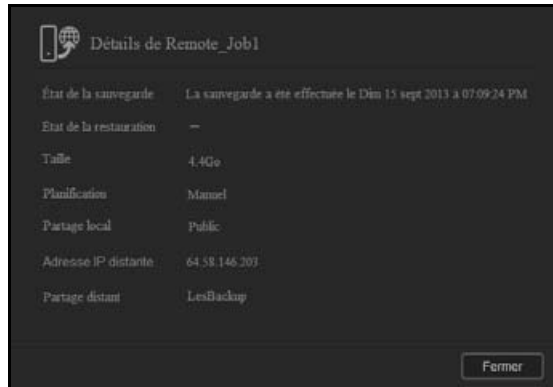 Détails de Remote_Job1
État de la sauvegarde La sauvegarde a été effectuée le Dim 15 sept 2013 à 07:09:24 PM
État de la restauration —
Taille 4.4Go
Planification Manuel
Partage local Public
Adresse IP distante 64.58.146.203
Partage distant LesBackup
Fermer